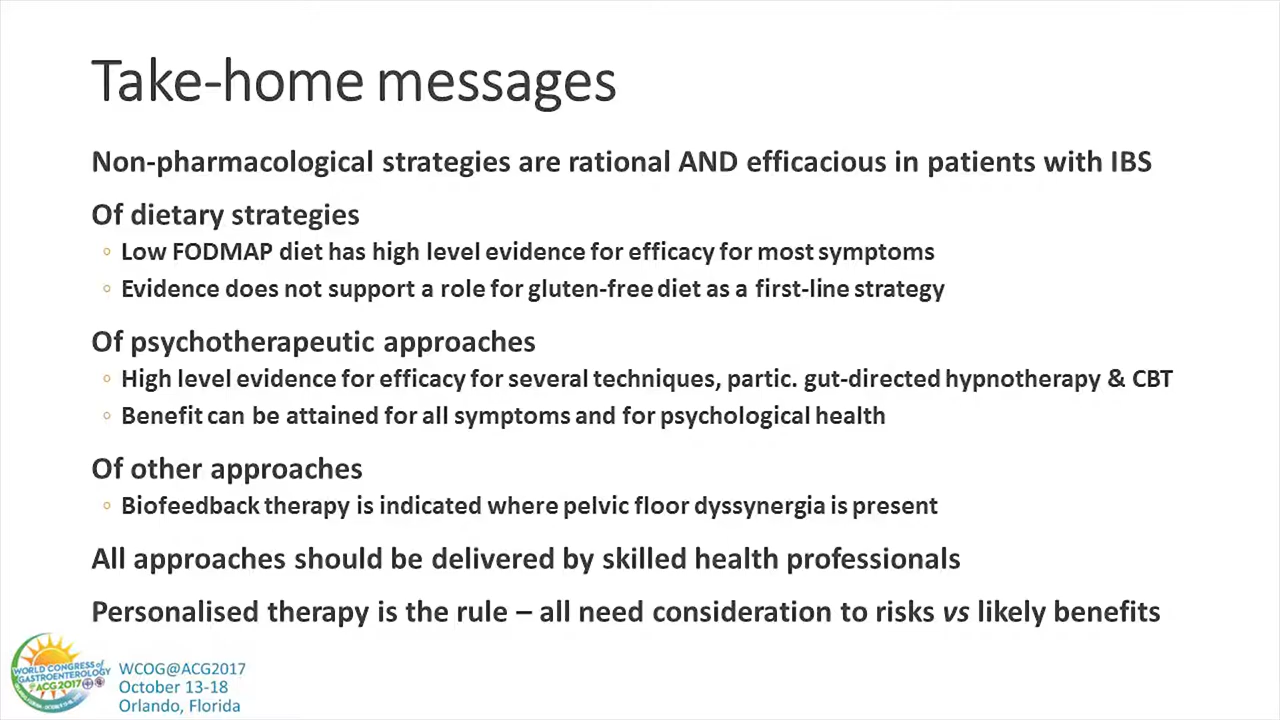 Take-home messages
Non-pharmacological strategies are rational AND efficacious in patients with IBS
Of dietary strategies
◦ Low FODMAP diet has high level evidence for efficacy for most symptoms
◦ Evidence does not support a role for gluten-free diet as a first-line strategy
Of psychotherapeutic approaches
◦ High level evidence for efficacy for several techniques, partic. gut-directed hypnotherapy & CBT
◦ Benefit can be attained for all symptoms and for psychological health
Of other approaches
◦ Biofeedback therapy is indicated where pelvic floor dyssynergia is present
All approaches should be delivered by skilled health professionals
Personalised therapy is the rule – all need consideration to risks vs likely benefits
WORLD CONGRESS of
GASTROENTEROLOGY
ACG2017
WCOG@ACG2017
October 13-18
Orlando, Florida